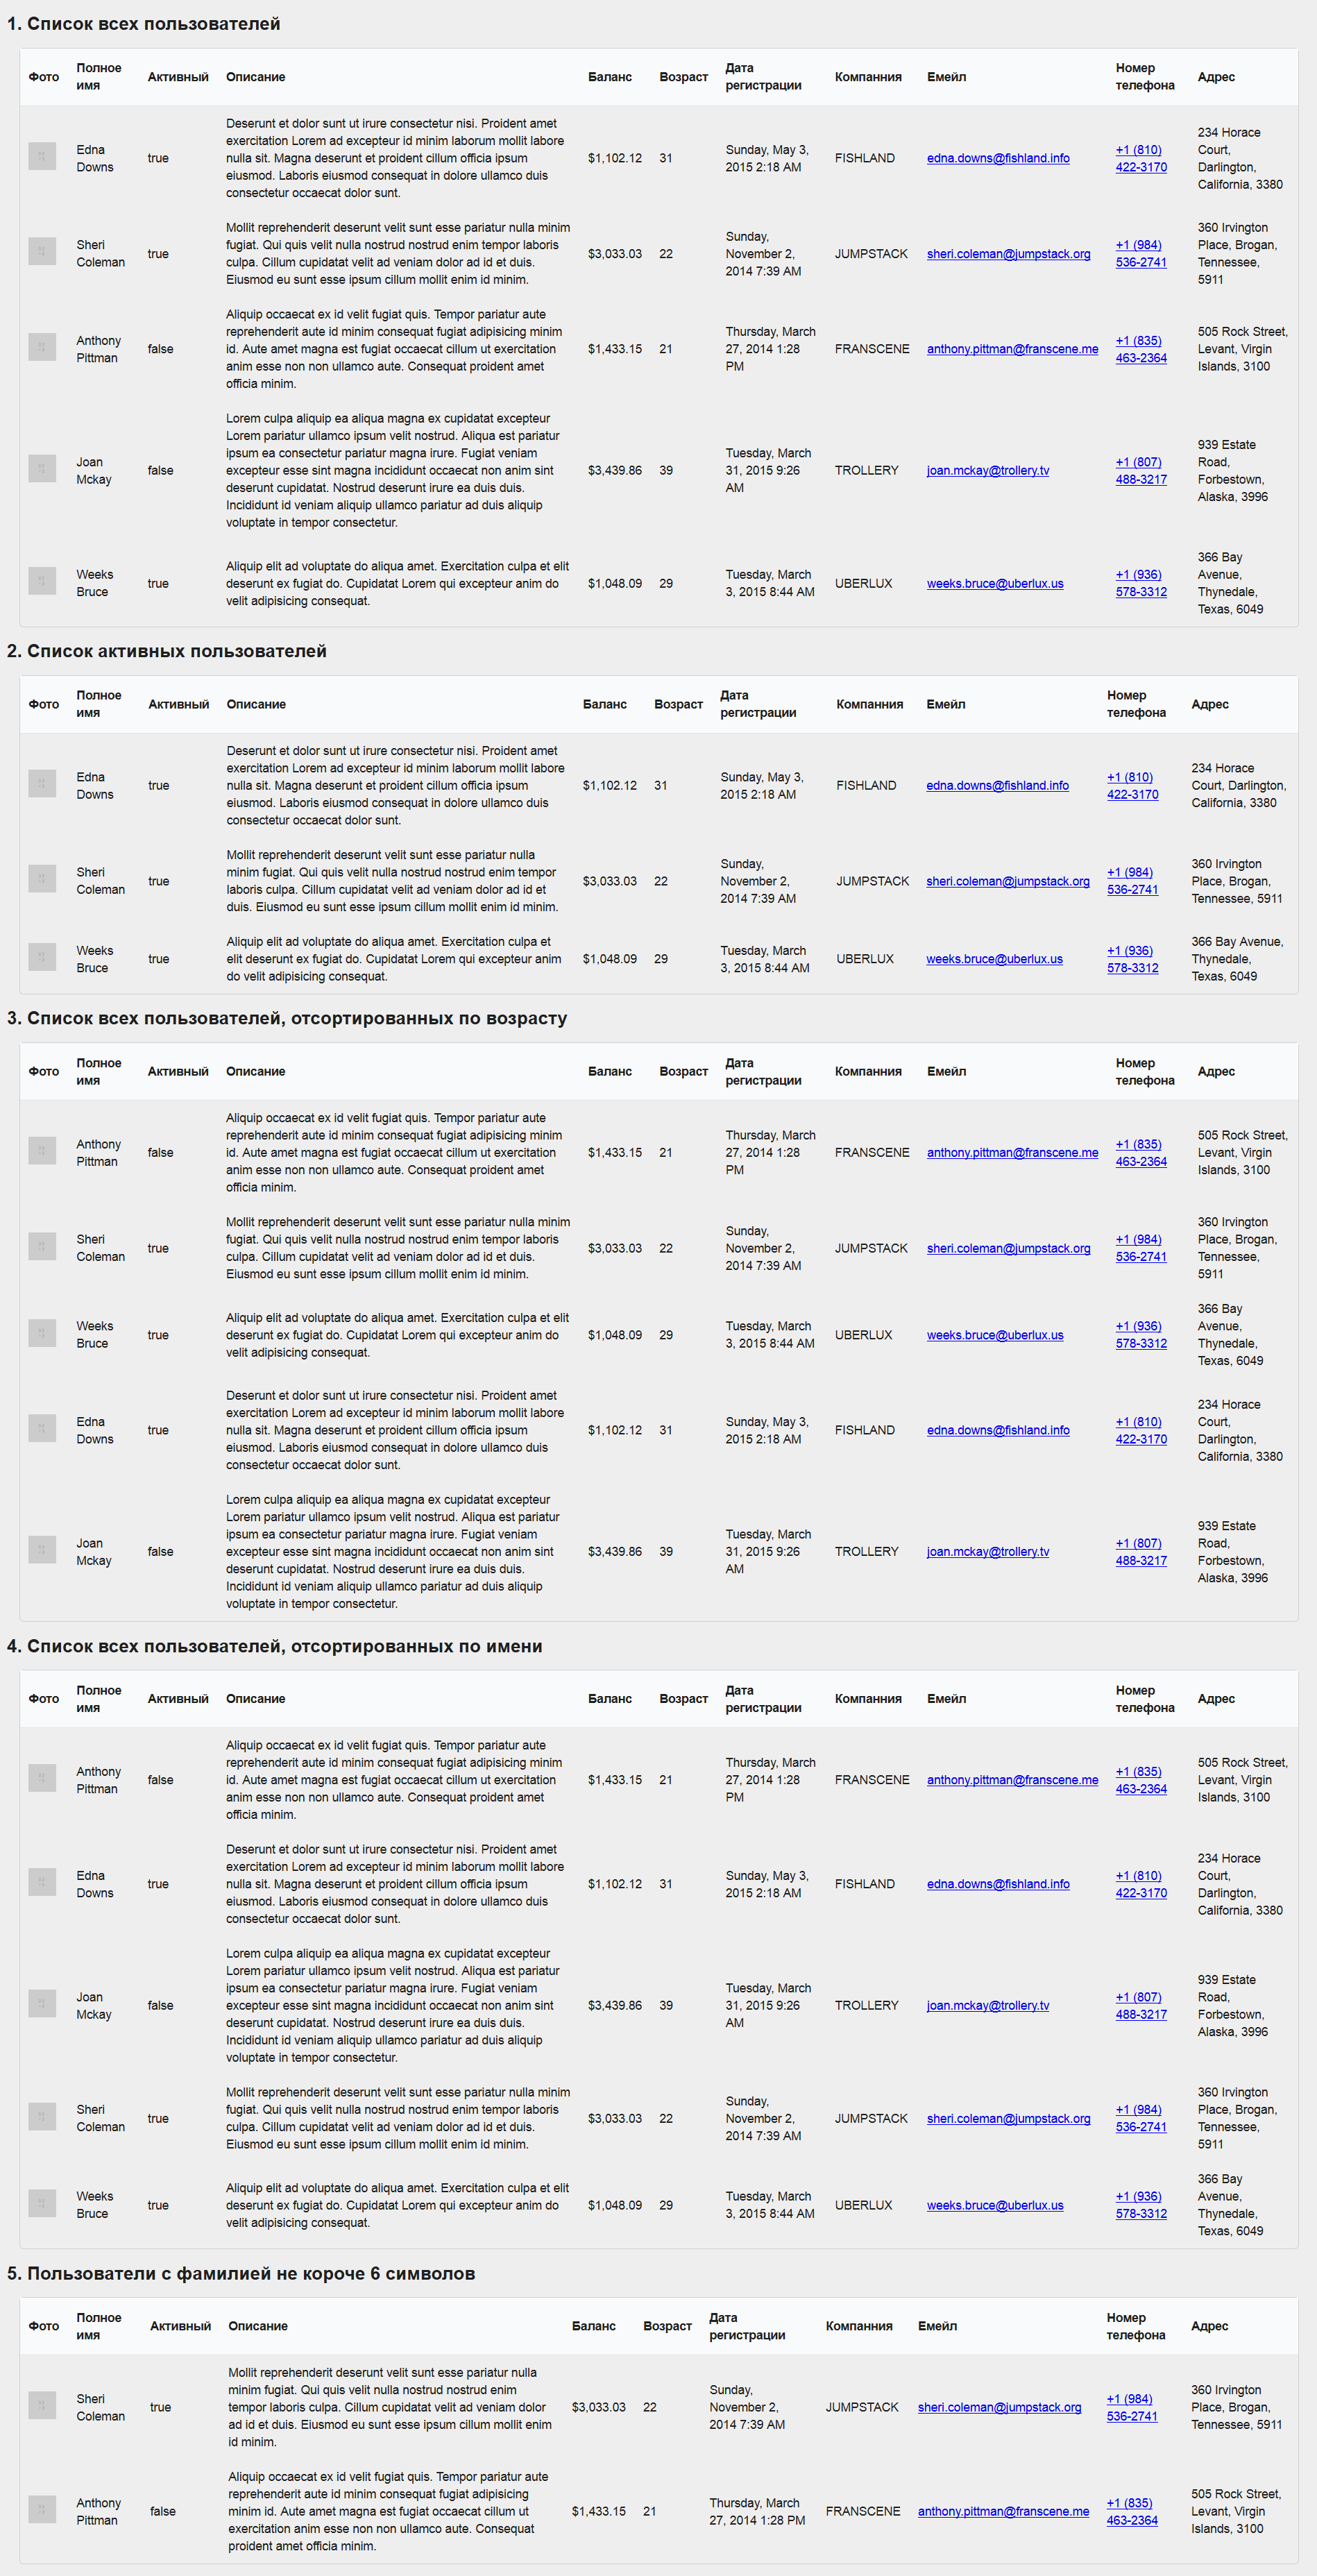 1. Список всех пользователей
Фото Полное имя Активный Описание Баланс Возраст Дата регистрации Компанния Емейл Номер телефона Адрес
Edna Downs true Deserunt et dolor sunt ut irure consectetur nisi. Proident amet exercitation Lorem ad excepteur id minim laborum mollit labore nulla sit. Magna deserunt et proident cillum officia ipsum eiusmod. Laboris eiusmod consequat in dolore ullamco duis consectetur occaecat dolor sunt. $1,102.12 31 Sunday, May 3, 2015 2:18 AM FISHLAND edna.downs@fishland.info +1 (810) 422-3170 234 Horace Court, Darlington, California, 3380
Sheri Coleman true Mollit reprehenderit deserunt velit sunt esse pariatur nulla minim fugiat. Qui quis velit nulla nostrud nostrud enim tempor laboris culpa. Cillum cupidatat velit ad veniam dolor ad id et duis. Eiusmod eu sunt esse ipsum cillum mollit enim id minim. $3,033.03 22 Sunday, November 2, 2014 7:39 AM JUMPSTACK sheri.coleman@jumpstack.org +1 (984) 536-2741 360 Irvington Place, Brogan, Tennessee, 5911
Anthony Pittman false Aliquip occaecat ex id velit fugiat quis. Tempor pariatur aute reprehenderit aute id minim consequat fugiat adipisicing minim id. Aute amet magna est fugiat occaecat cillum ut exercitation anim esse non non ullamco aute. Consequat proident amet officia minim. $1,433.15 21 Thursday, March 27, 2014 1:28 PM FRANSCENE anthony.pittman@franscene.me +1 (835) 463-2364 505 Rock Street, Levant, Virgin Islands, 3100
Joan Mckay false Lorem culpa aliquip ea aliqua magna ex cupidatat excepteur Lorem pariatur ullamco ipsum velit nostrud. Aliqua est pariatur ipsum ea consectetur pariatur magna irure. Fugiat veniam excepteur esse sint magna incididunt occaecat non anim sint deserunt cupidatat. Nostrud deserunt irure ea duis duis. Incididunt id veniam aliquip ullamco pariatur ad duis aliquip voluptate in tempor consectetur. $3,439.86 39 Tuesday, March 31, 2015 9:26 AM TROLLERY joan.mckay@trollery.tv +1 (807) 488-3217 939 Estate Road, Forbestown, Alaska, 3996
Weeks Bruce true Aliquip elit ad voluptate do aliqua amet. Exercitation culpa et elit deserunt ex fugiat do. Cupidatat Lorem qui excepteur anim do velit adipisicing consequat. $1,048.09 29 Tuesday, March 3, 2015 8:44 AM UBERLUX weeks.bruce@uberlux.us +1 (936) 578-3312 366 Bay Avenue, Thynedale, Texas, 6049
2. Список активных пользователей
Фото Полное имя Активный Описание Баланс Возраст Дата регистрации Компанния Емейл Номер телефона Адрес
Edna Downs true Deserunt et dolor sunt ut irure consectetur nisi. Proident amet exercitation Lorem ad excepteur id minim laborum mollit labore nulla sit. Magna deserunt et proident cillum officia ipsum eiusmod. Laboris eiusmod consequat in dolore ullamco duis consectetur occaecat dolor sunt. $1,102.12 31 Sunday, May 3, 2015 2:18 AM FISHLAND edna.downs@fishland.info +1 (810) 422-3170 234 Horace Court, Darlington, California, 3380
Sheri Coleman true Mollit reprehenderit deserunt velit sunt esse pariatur nulla minim fugiat. Qui quis velit nulla nostrud nostrud enim tempor laboris culpa. Cillum cupidatat velit ad veniam dolor ad id et duis. Eiusmod eu sunt esse ipsum cillum mollit enim id minim. $3,033.03 22 Sunday, November 2, 2014 7:39 AM JUMPSTACK sheri.coleman@jumpstack.org +1 (984) 536-2741 360 Irvington Place, Brogan, Tennessee, 5911
Weeks Bruce true Aliquip elit ad voluptate do aliqua amet. Exercitation culpa et elit deserunt ex fugiat do. Cupidatat Lorem qui excepteur anim do velit adipisicing consequat. $1,048.09 29 Tuesday, March 3, 2015 8:44 AM UBERLUX weeks.bruce@uberlux.us +1 (936) 578-3312 366 Bay Avenue, Thynedale, Texas, 6049
3. Список всех пользователей, отсортированных по возрасту
Фото Полное имя Активный Описание Баланс Возраст Дата регистрации Компанния Емейл Номер телефона Адрес
Anthony Pittman false Aliquip occaecat ex id velit fugiat quis. Tempor pariatur aute reprehenderit aute id minim consequat fugiat adipisicing minim id. Aute amet magna est fugiat occaecat cillum ut exercitation anim esse non non ullamco aute. Consequat proident amet officia minim. $1,433.15 21 Thursday, March 27, 2014 1:28 PM FRANSCENE anthony.pittman@franscene.me +1 (835) 463-2364 505 Rock Street, Levant, Virgin Islands, 3100
Sheri Coleman true Mollit reprehenderit deserunt velit sunt esse pariatur nulla minim fugiat. Qui quis velit nulla nostrud nostrud enim tempor laboris culpa. Cillum cupidatat velit ad veniam dolor ad id et duis. Eiusmod eu sunt esse ipsum cillum mollit enim id minim. $3,033.03 22 Sunday, November 2, 2014 7:39 AM JUMPSTACK sheri.coleman@jumpstack.org +1 (984) 536-2741 360 Irvington Place, Brogan, Tennessee, 5911
Weeks Bruce true Aliquip elit ad voluptate do aliqua amet. Exercitation culpa et elit deserunt ex fugiat do. Cupidatat Lorem qui excepteur anim do velit adipisicing consequat. $1,048.09 29 Tuesday, March 3, 2015 8:44 AM UBERLUX weeks.bruce@uberlux.us +1 (936) 578-3312 366 Bay Avenue, Thynedale, Texas, 6049
Edna Downs true Deserunt et dolor sunt ut irure consectetur nisi. Proident amet exercitation Lorem ad excepteur id minim laborum mollit labore nulla sit. Magna deserunt et proident cillum officia ipsum eiusmod. Laboris eiusmod consequat in dolore ullamco duis consectetur occaecat dolor sunt. $1,102.12 31 Sunday, May 3, 2015 2:18 AM FISHLAND edna.downs@fishland.info +1 (810) 422-3170 234 Horace Court, Darlington, California, 3380
Joan Mckay false Lorem culpa aliquip ea aliqua magna ex cupidatat excepteur Lorem pariatur ullamco ipsum velit nostrud. Aliqua est pariatur ipsum ea consectetur pariatur magna irure. Fugiat veniam excepteur esse sint magna incididunt occaecat non anim sint deserunt cupidatat. Nostrud deserunt irure ea duis duis. Incididunt id veniam aliquip ullamco pariatur ad duis aliquip voluptate in tempor consectetur. $3,439.86 39 Tuesday, March 31, 2015 9:26 AM TROLLERY joan.mckay@trollery.tv +1 (807) 488-3217 939 Estate Road, Forbestown, Alaska, 3996
4. Список всех пользователей, отсортированных по имени
Фото Полное имя Активный Описание Баланс Возраст Дата регистрации Компанния Емейл Номер телефона Адрес
Anthony Pittman false Aliquip occaecat ex id velit fugiat quis. Tempor pariatur aute reprehenderit aute id minim consequat fugiat adipisicing minim id. Aute amet magna est fugiat occaecat cillum ut exercitation anim esse non non ullamco aute. Consequat proident amet officia minim. $1,433.15 21 Thursday, March 27, 2014 1:28 PM FRANSCENE anthony.pittman@franscene.me +1 (835) 463-2364 505 Rock Street, Levant, Virgin Islands, 3100
Edna Downs true Deserunt et dolor sunt ut irure consectetur nisi. Proident amet exercitation Lorem ad excepteur id minim laborum mollit labore nulla sit. Magna deserunt et proident cillum officia ipsum eiusmod. Laboris eiusmod consequat in dolore ullamco duis consectetur occaecat dolor sunt. $1,102.12 31 Sunday, May 3, 2015 2:18 AM FISHLAND edna.downs@fishland.info +1 (810) 422-3170 234 Horace Court, Darlington, California, 3380
Joan Mckay false Lorem culpa aliquip ea aliqua magna ex cupidatat excepteur Lorem pariatur ullamco ipsum velit nostrud. Aliqua est pariatur ipsum ea consectetur pariatur magna irure. Fugiat veniam excepteur esse sint magna incididunt occaecat non anim sint deserunt cupidatat. Nostrud deserunt irure ea duis duis. Incididunt id veniam aliquip ullamco pariatur ad duis aliquip voluptate in tempor consectetur. $3,439.86 39 Tuesday, March 31, 2015 9:26 AM TROLLERY joan.mckay@trollery.tv +1 (807) 488-3217 939 Estate Road, Forbestown, Alaska, 3996
Sheri Coleman true Mollit reprehenderit deserunt velit sunt esse pariatur nulla minim fugiat. Qui quis velit nulla nostrud nostrud enim tempor laboris culpa. Cillum cupidatat velit ad veniam dolor ad id et duis. Eiusmod eu sunt esse ipsum cillum mollit enim id minim. $3,033.03 22 Sunday, November 2, 2014 7:39 AM JUMPSTACK sheri.coleman@jumpstack.org +1 (984) 536-2741 360 Irvington Place, Brogan, Tennessee, 5911
Weeks Bruce true Aliquip elit ad voluptate do aliqua amet. Exercitation culpa et elit deserunt ex fugiat do. Cupidatat Lorem qui excepteur anim do velit adipisicing consequat. $1,048.09 29 Tuesday, March 3, 2015 8:44 AM UBERLUX weeks.bruce@uberlux.us +1 (936) 578-3312 366 Bay Avenue, Thynedale, Texas, 6049
5. Пользователи с фамилией не короче 6 символов
Фото Полное имя Активный Описание Баланс Возраст Дата регистрации Компанния Емейл Номер телефона Адрес
Sheri Coleman true Mollit reprehenderit deserunt velit sunt esse pariatur nulla minim fugiat. Qui quis velit nulla nostrud nostrud enim tempor laboris culpa. Cillum cupidatat velit ad veniam dolor ad id et duis. Eiusmod eu sunt esse ipsum cillum mollit enim id minim. $3,033.03 22 Sunday, November 2, 2014 7:39 AM JUMPSTACK sheri.coleman@jumpstack.org +1 (984) 536-2741 360 Irvington Place, Brogan, Tennessee, 5911
Anthony Pittman false Aliquip occaecat ex id velit fugiat quis. Tempor pariatur aute reprehenderit aute id minim consequat fugiat adipisicing minim id. Aute amet magna est fugiat occaecat cillum ut exercitation anim esse non non ullamco aute. Consequat proident amet officia minim. $1,433.15 21 Thursday, March 27, 2014 1:28 PM FRANSCENE anthony.pittman@franscene.me +1 (835) 463-2364 505 Rock Street, Levant, Virgin Islands, 3100